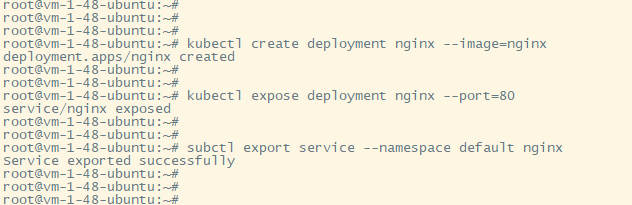 root@vm-1-48-ubuntu:~#
root@vm-1-48-ubuntu:~#
root@vm-1-48-ubuntu:~#
root@vm-1-48-ubuntu:~# kubectl create deployment nginx --image=nginx
deployment.apps/nginx created
root@vm-1-48-ubuntu:~#
root@vm-1-48-ubuntu:~#
root@vm-1-48-ubuntu:~# kubectl expose deployment nginx --port=80
service/nginx exposed
root@vm-1-48-ubuntu:~#
root@vm-1-48-ubuntu:~#
root@vm-1-48-ubuntu:~# subctl export service --namespace default nginx
Service exported successfully
root@vm-1-48-ubuntu:~#
root@vm-1-48-ubuntu:~#
root@vm-1-48-ubuntu:~#